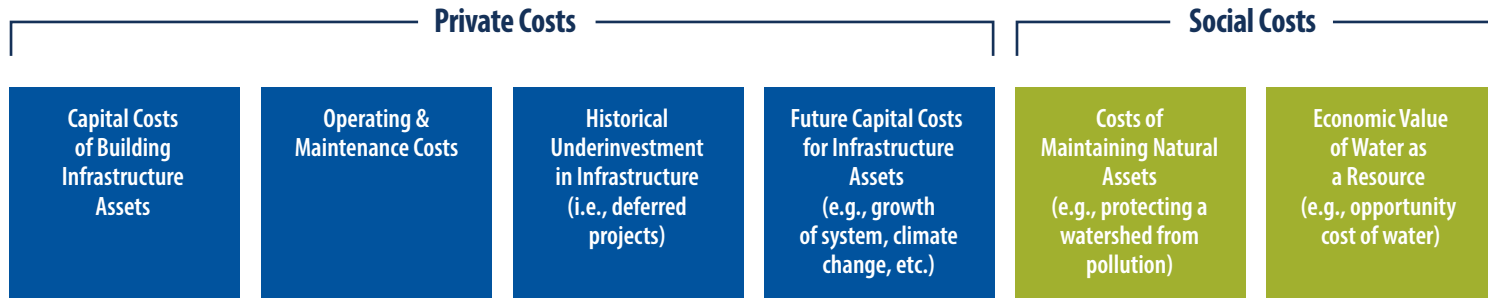 Private Costs
Social Costs
Capital Costs
of Building
Infrastructure
Assets
Operating &
Maintenance Costs
Historical
Underinvestment
in Infrastructure
(i.e., deferred
projects)
Future Capital Costs
for Infrastructure
Assets
(e.g., growth
of system, climate
change, etc.)
Costs of
Maintaining Natural
Assets
(e.g., protecting a
watershed from
pollution)
Economic Value
of Water as
a Resource
(e.g., opportunity
cost of water)